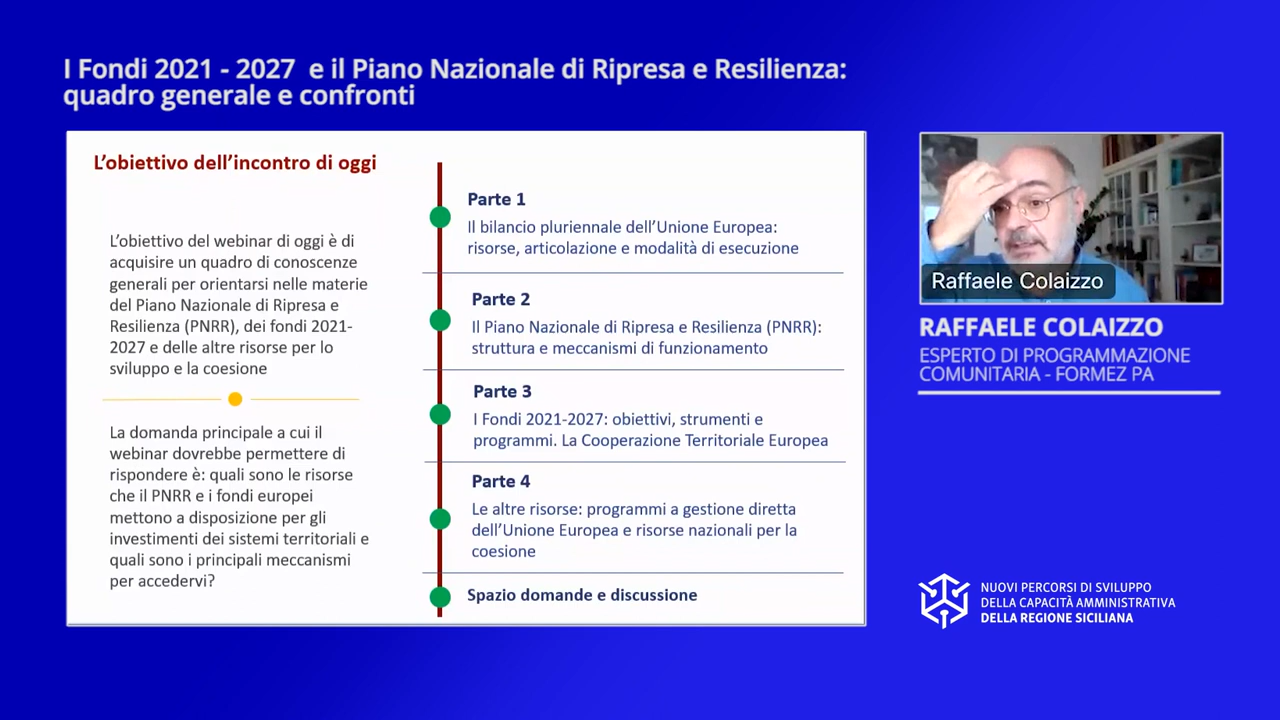 I Fondi 2021 - 2027 e il Piano Nazionale di Ripresa e Resilienza:
quadro generale e confronti
L’obiettivo dell’incontro di oggi
L’obiettivo del webinar di oggi è di
acquisire un quadro di conoscenze
generali per orientarsi nelle materie
del Piano Nazionale di Ripresa e
Resilienza (PNRR), dei fondi 2021-
2027 e delle altre risorse per lo
sviluppo e la coesione
La domanda principale a cui il
webinar dovrebbe permettere di
rispondere è: quali sono le risorse
che il PNRR e i fondi europei
mettono a disposizione per gli
investimenti dei sistemi territoriali e
quali sono i principali meccanismi
per accedervi?
Parte 1
Il bilancio pluriennale dell’Unione Europea:
risorse, articolazione e modalità di esecuzione
Parte 2
Il Piano Nazionale di Ripresa e Resilienza (PNRR):
struttura e meccanismi di funzionamento
Parte 3
I Fondi 2021-2027: obiettivi, strumenti e
programmi. La Cooperazione Territoriale Europea
Parte 4
Le altre risorse: programmi a gestione diretta
dell’Unione Europea e risorse nazionali per la
coesione
Spazio domande e discussione
Raffaele Colaizzo
RAFFAELE COLAIZZO
ESPERTO DI PROGRAMMAZIONE
COMUNITARIA - FORMEZ PA
NUOVI PERCORSI DI SVILUPPO
DELLA CAPACITÀ AMMINISTRATIVA
DELLA REGIONE SICILIANA